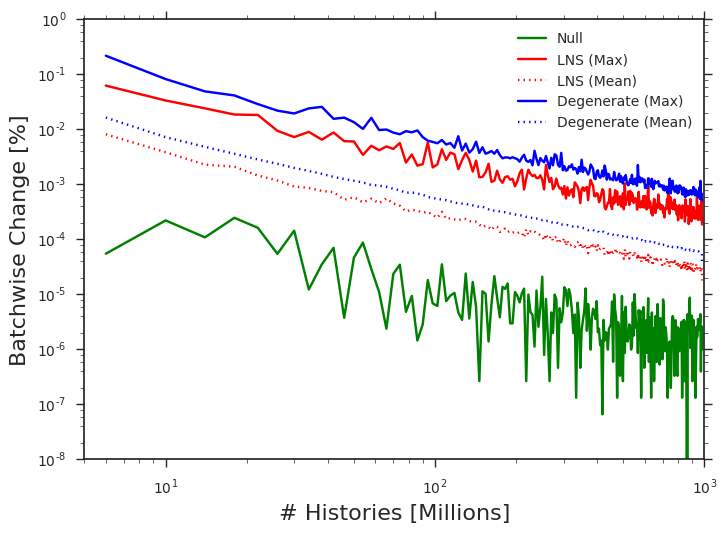 10^0
10^-1
10^-2
10^-3
10^-4
10^-5
10^-6
10^-7
10^-8
Batchwise Change [%]
Null
LNS (Max)
LNS (Mean)
Degenerate (Max)
Degenerate (Mean)
10^1 10^2 10^3
# Histories [Millions]